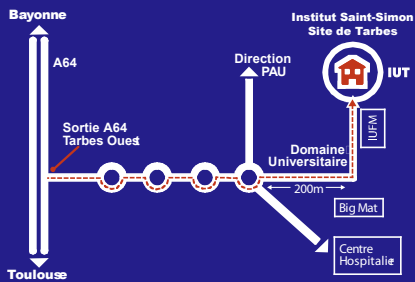 Bayonne
A64
Institut Saint-Simon
Site de Tarbes
IUT
Direction
PAU
IUFM
Sortie A64
Tarbes Ouest
Domaine
Universitaire
200m
Big Mat
Centre
Hospitalier
Toulouse